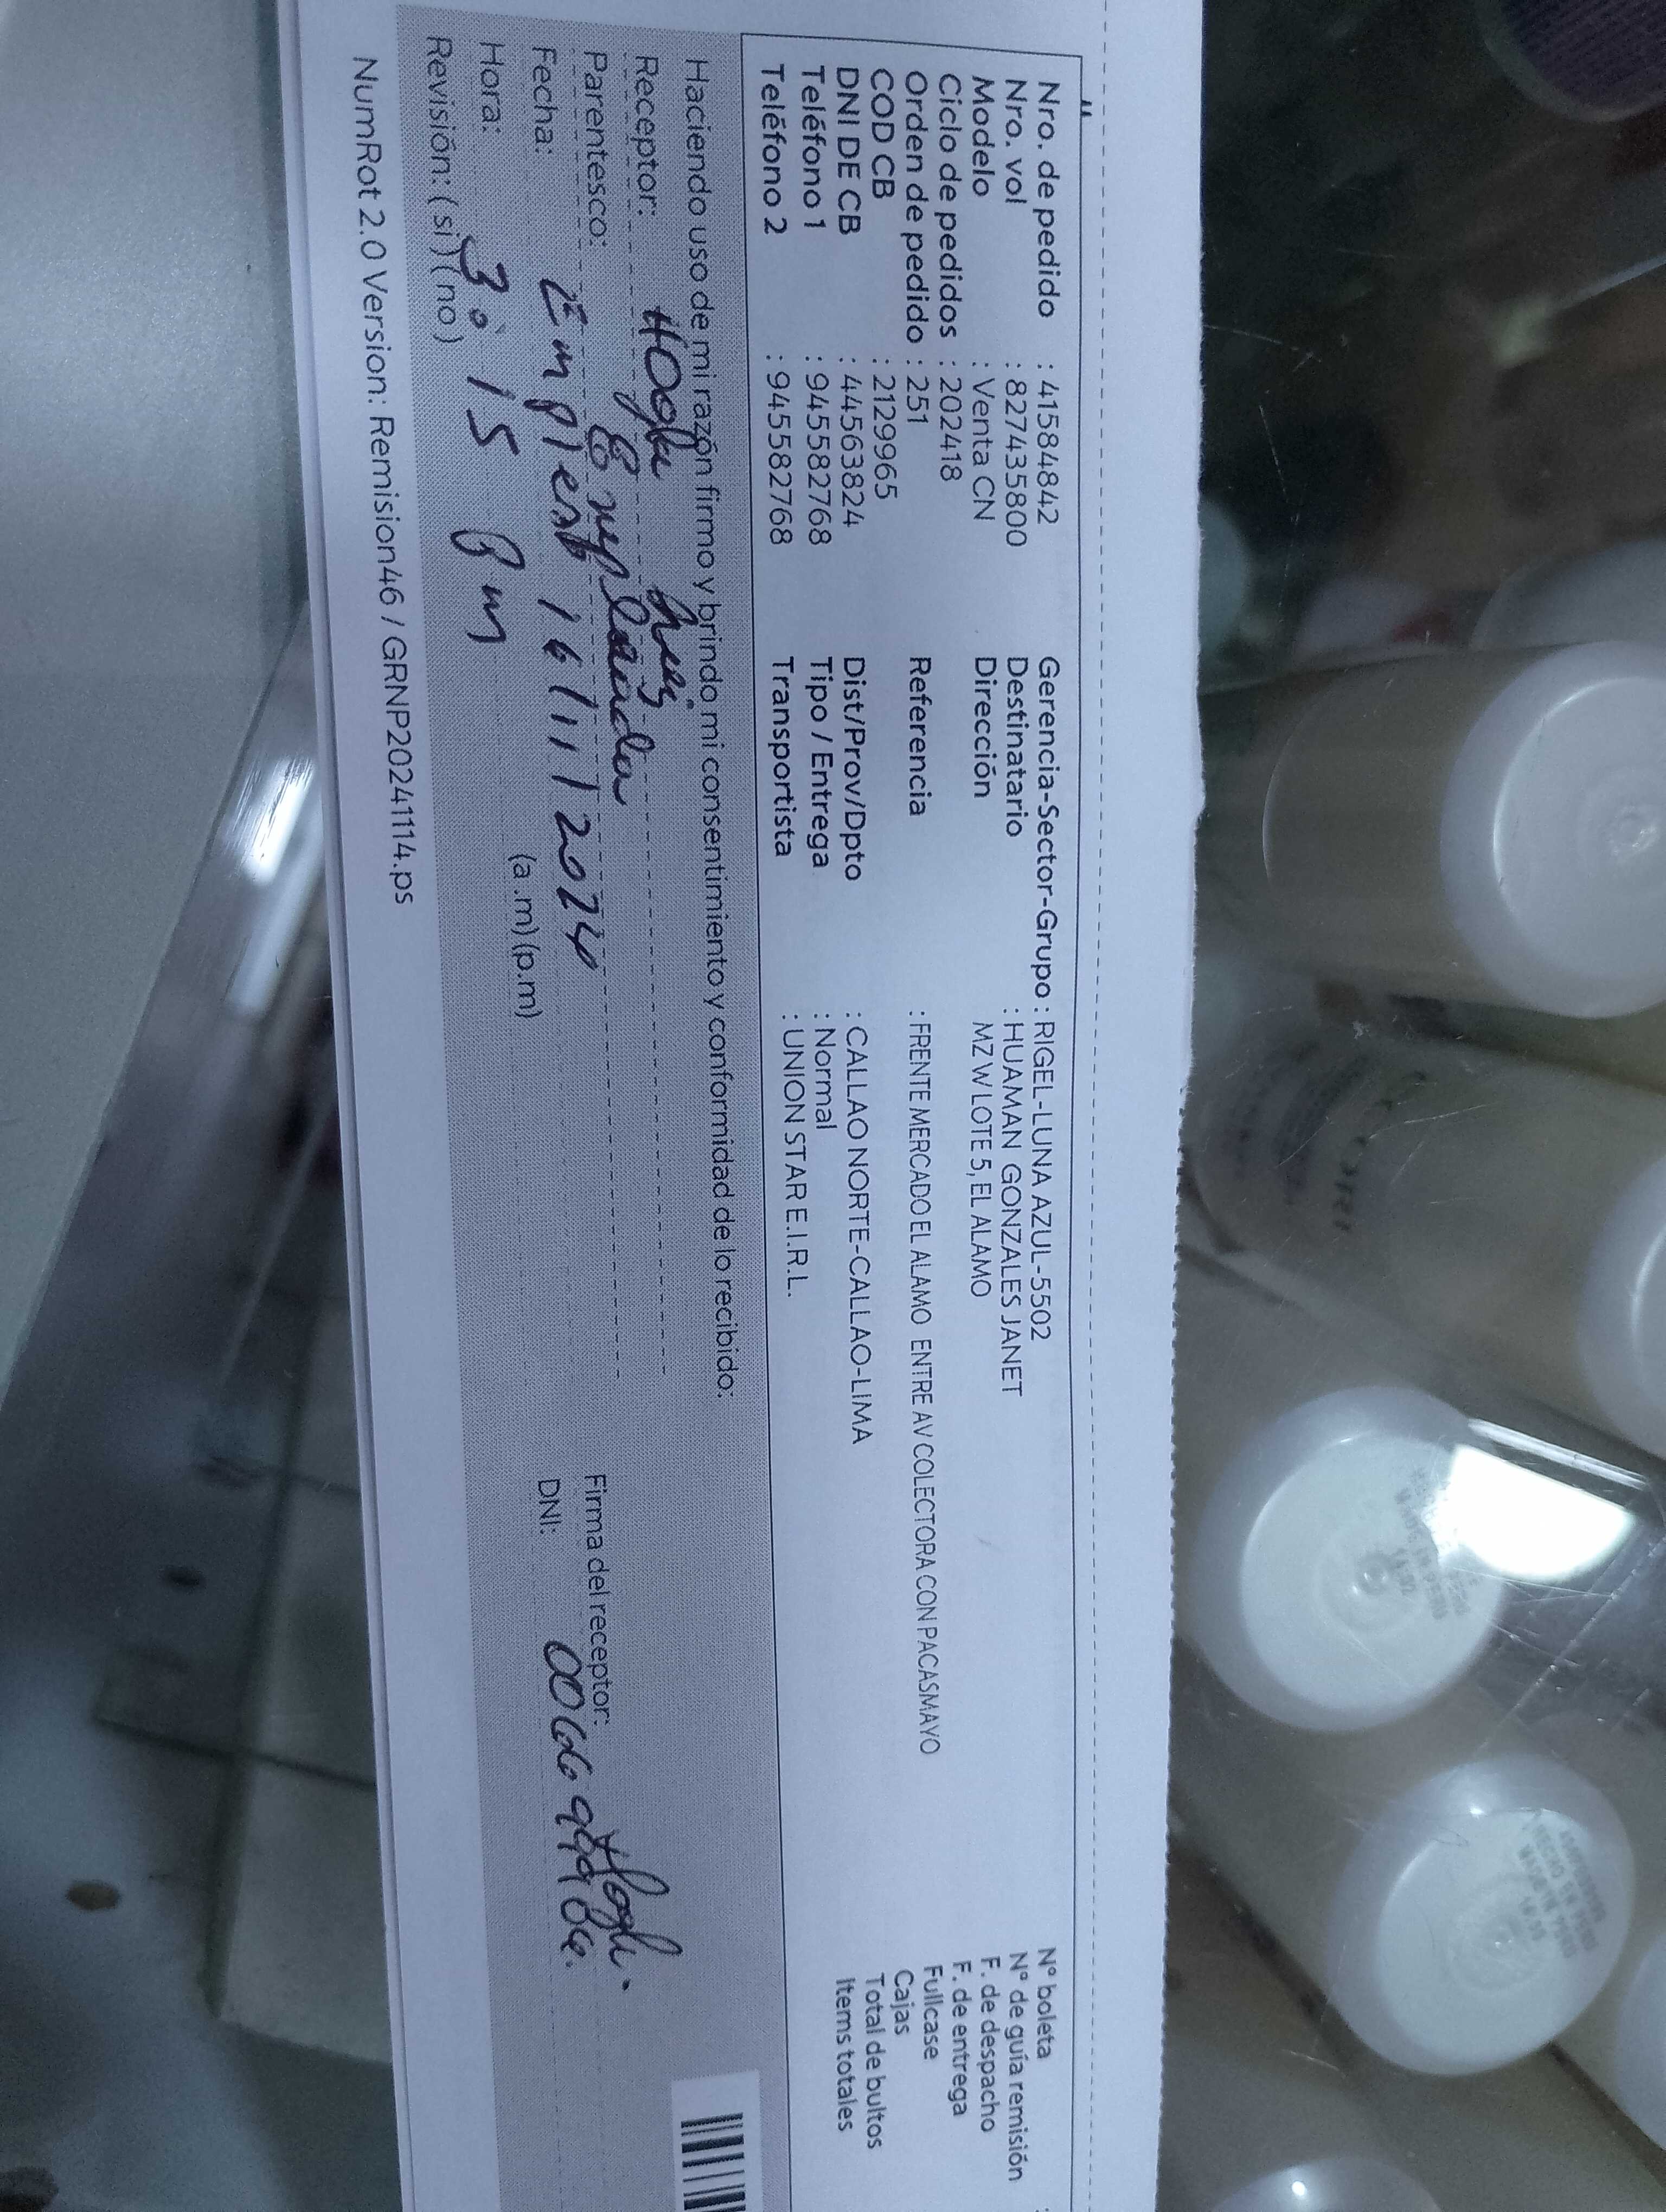 Nro. de pedido : 41584842
Nro. vol : 827435800
Modelo : Venta CN
Ciclo de pedidos : 202418
Orden de pedido : 251
COD CB : 2129965
DNI DE CB : 44563824
Teléfono 1 : 945582768
Teléfono 2 : 945582768
Gerencia-Sector-Grupo : RIGEL-LUNA AZUL-5502
Destinatario : HUAMAN GONZALES JANET
Dirección MZ W LOTE 5, EL ALAMO
Referencia : FRENTE MERCADO EL ALAMO ENTRE AV COLECTORA CON PACASMAYO
Dist/Prov/Dpto : CALLAO NORTE-CALLAO-LIMA
Tipo / Entrega : Normal
Transportista : UNION STAR E.I.R.L.
N° boleta
N° de guía remisión :
F. de despacho
F. de entrega
Fullcase
Cajas
Total de bultos
Items totales
Haciendo uso de mi razón firmo y brindo mi consentimiento y conformidad de lo recibido:
Receptor:
Parentesco: Empleada
Fecha: 16/11/2024
Hora: 3:15 Pm (a.m) (p.m)
Revisión: ( si ) ( no )
Firma del receptor:
DNI:
NumRot 2.0 Version: Remision46 / GRNP20241114.ps